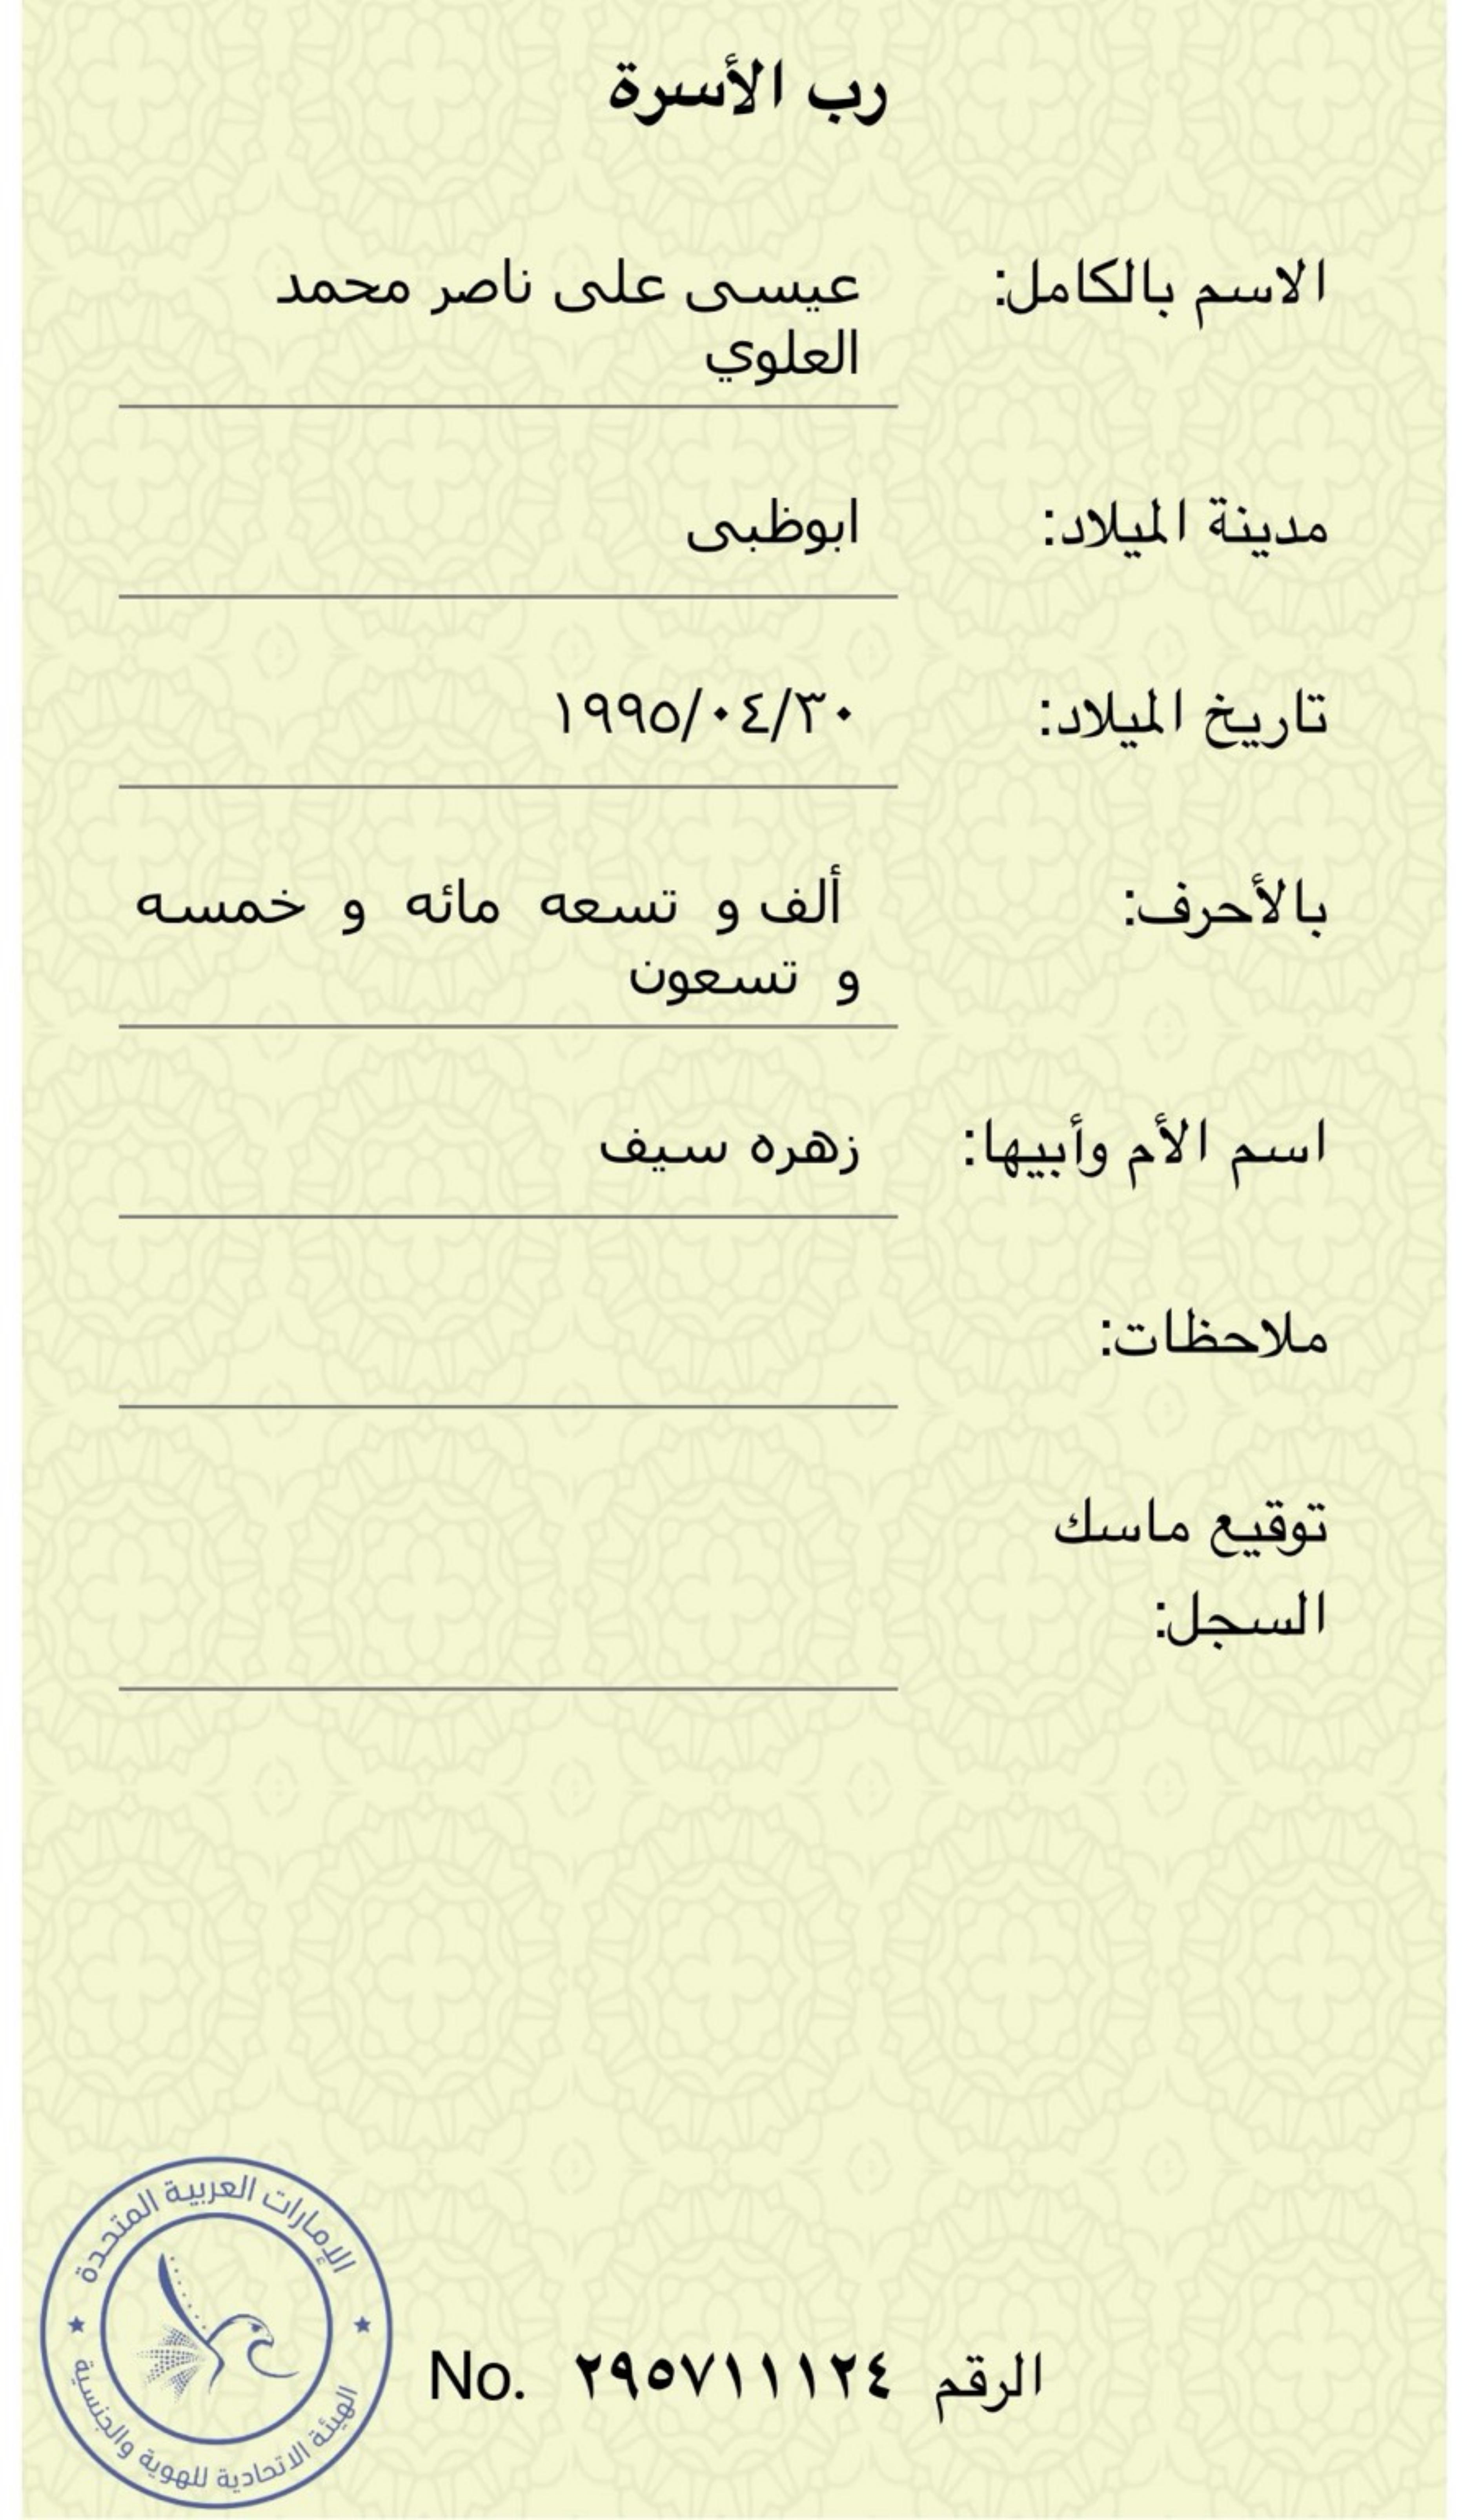 رب الأسرة
الاسم بالكامل: عيسى على ناصر محمد
العلوي
مدينة الميلاد: ابوظبى
تاريخ الميلاد: ١٩٩٥/٠٤/٣٠
بالأحرف: ألف و تسعه مائه و خمسه
و تسعون
اسم الأم وأبيها: زهره سيف
ملاحظات:
توقيع ماسك
السجل:
الإمارات العربية المتحدة
الهيئة الاتحادية للهوية والجنسية
الرقم ٢٩٥٧١١١٢٤ No.